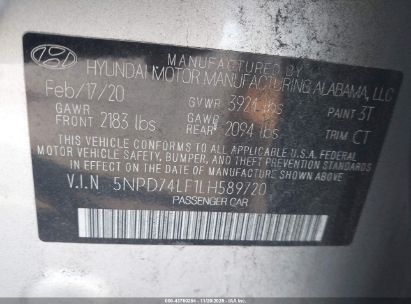 MANUFACTURED BY
HYUNDAI MOTOR MANUFACTURING ALABAMA, LLC
Feb/17/20 GVWR 3924 lbs PAINT 3T
GAWR FRONT 2183 lbs GAWR REAR 2094 lbs TRIM CT
THIS VEHICLE CONFORMS TO ALL APPLICABLE U.S. FEDERAL
MOTOR VEHICLE SAFETY, BUMPER, AND THEFT PREVENTION STANDARDS
IN EFFECT ON THE DATE OF MANUFACTURE SHOWN ABOVE.
V.I.N 5NPD74LF1LH589720
PASSENGER CAR